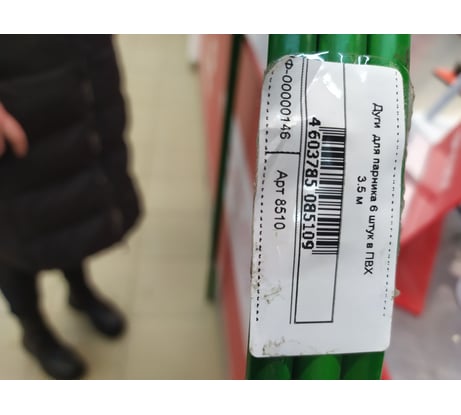 Дуги для парника 6 штук в ПВХ
3.5 м
4 603785 085109
Ф-00000146
Арт 8510